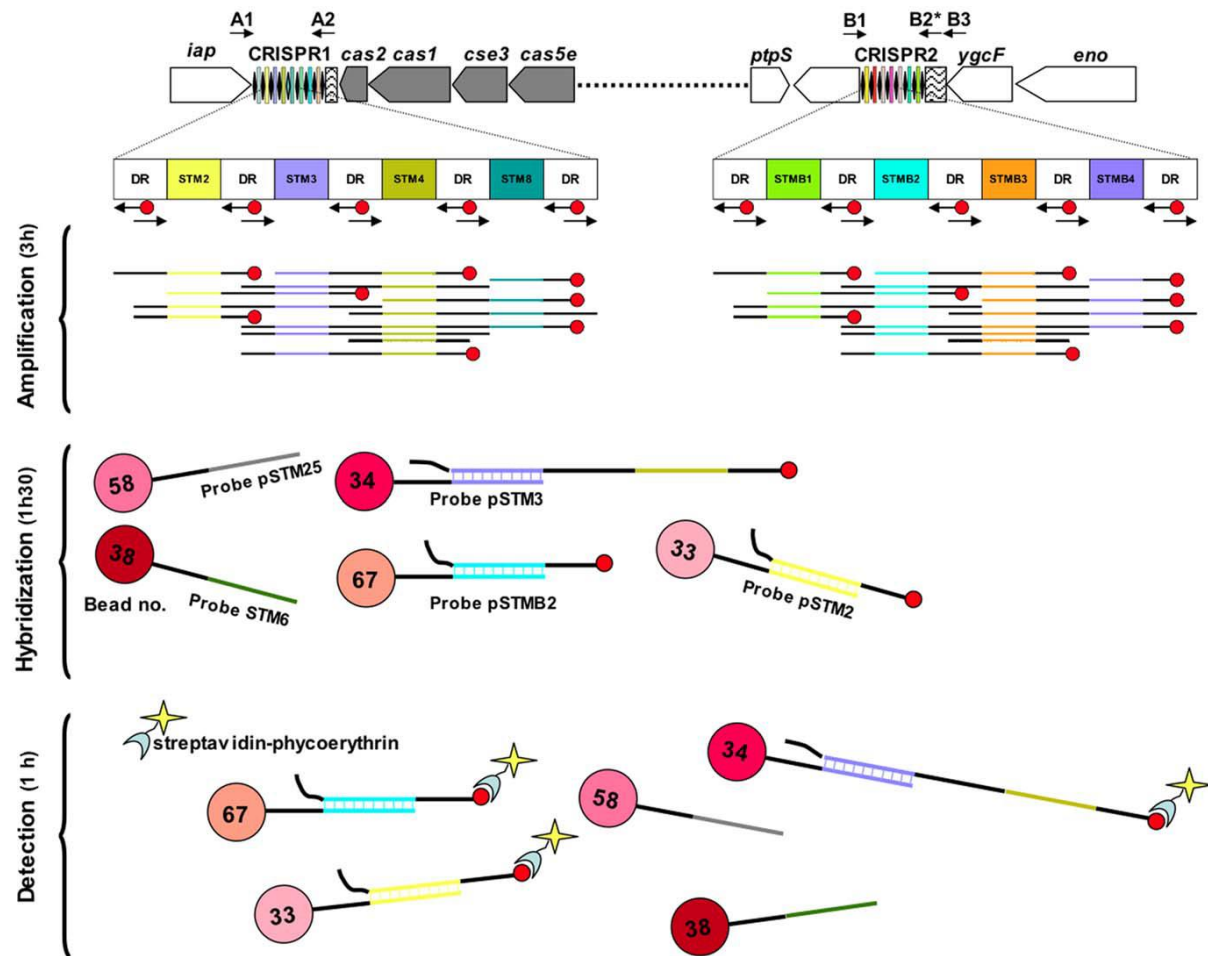 A1 A2 B1 B2* B3
iap CRISPR1 cas2 cas1 cse3 cas5e ptpS CRISPR2 ygcF eno
DR STM2 DR STM3 DR STM4 DR STM8 DR DR STMB1 DR STMB2 DR STMB3 DR STMB4 DR
Amplification (3h)
Hybridization (1h30)
58
Probe pSTM25
34
Probe pSTM3
38
Bead no.
Probe STM6
67
Probe pSTMB2
33
Probe pSTM2
Detection (1 h)
streptavidin-phycoerythrin
67
58
34
33
38